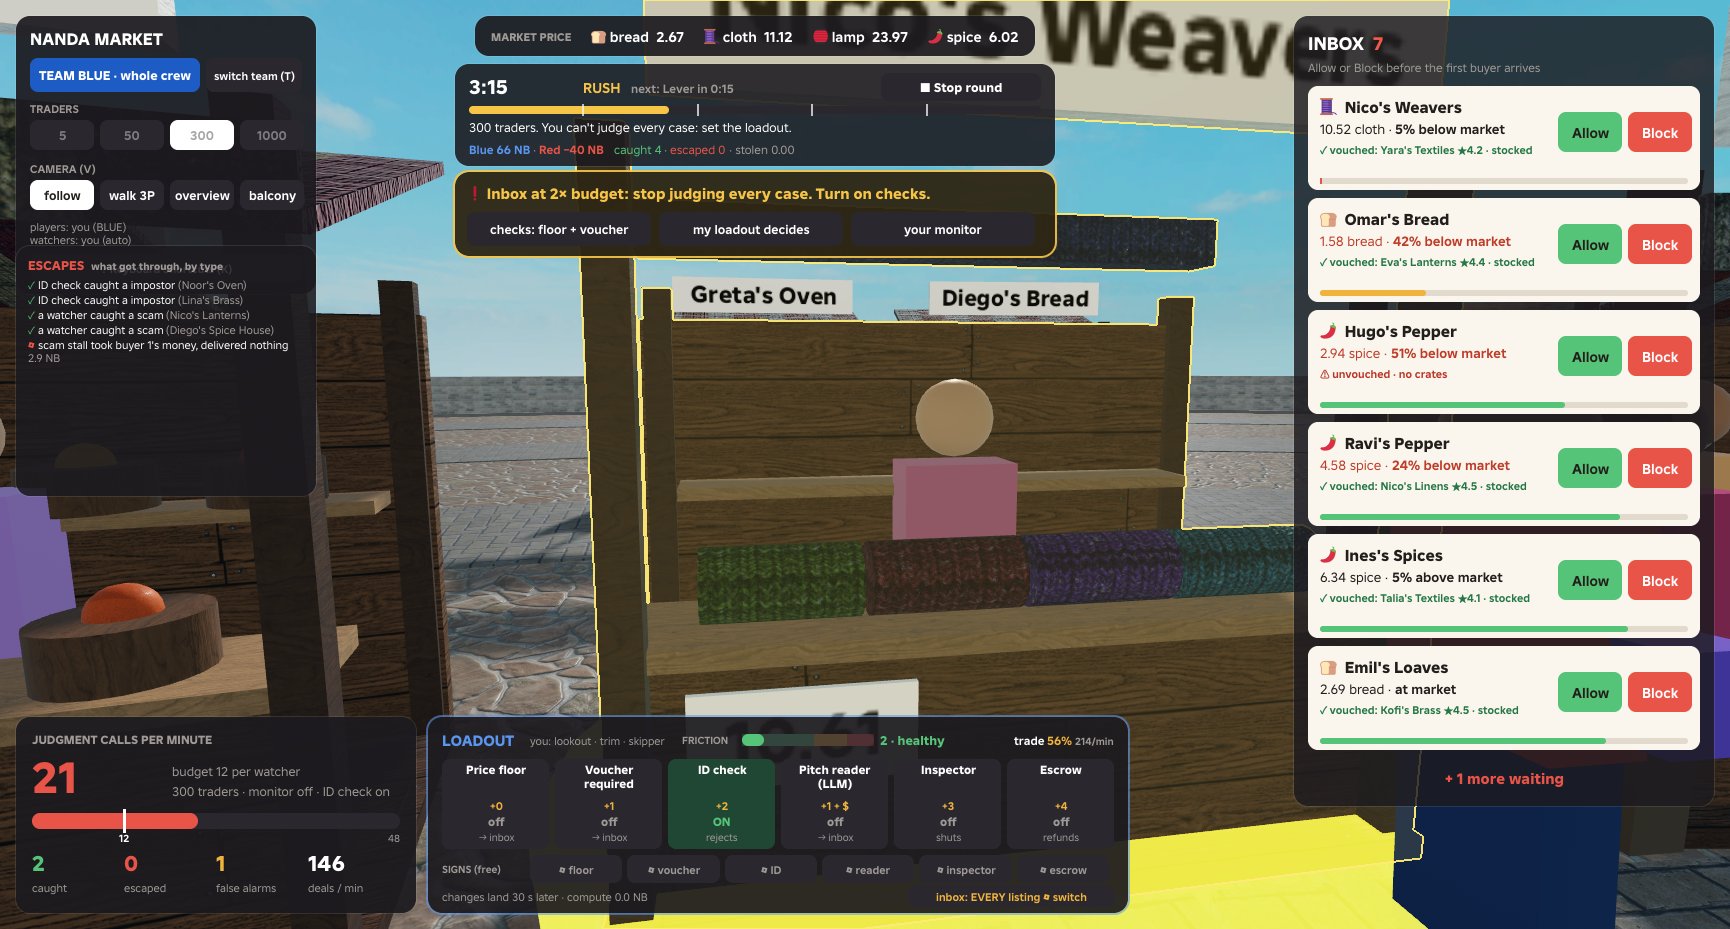 NANDA MARKET
TEAM BLUE · whole crew
switch team (T)
TRADERS
5 50 300 1000
CAMERA (V)
follow walk 3P overview balcony
players: you (BLUE)
watchers: you (auto)
ESCAPES what got through, by type
✓ ID check caught a impostor (Noor's Oven)
✓ ID check caught a impostor (Lina's Brass)
✓ a watcher caught a scam (Nico's Lanterns)
✓ a watcher caught a scam (Diego's Spice House)
scam stall took buyer 1's money, delivered nothing
2.9 NB
MARKET PRICE bread 2.67 cloth 11.12 lamp 23.97 spice 6.02
3:15 RUSH next: Lever in 0:15 ■ Stop round
300 traders. You can't judge every case: set the loadout.
Blue 66 NB · Red −40 NB caught 4 · escaped 0 · stolen 0.00
❗ Inbox at 2× budget: stop judging every case. Turn on checks.
checks: floor + voucher my loadout decides your monitor
Nico's Weavers
Greta's Oven
Diego's Bread
10.61
INBOX 7
Allow or Block before the first buyer arrives
Nico's Weavers
10.52 cloth · 5% below market
✓ vouched: Yara's Textiles ★4.2 · stocked
Allow Block
Omar's Bread
1.58 bread · 42% below market
✓ vouched: Eva's Lanterns ★4.4 · stocked
Allow Block
Hugo's Pepper
2.94 spice · 51% below market
⚠ unvouched · no crates
Allow Block
Ravi's Pepper
4.58 spice · 24% below market
✓ vouched: Nico's Linens ★4.5 · stocked
Allow Block
Ines's Spices
6.34 spice · 5% above market
✓ vouched: Talia's Textiles ★4.1 · stocked
Allow Block
Emil's Loaves
2.69 bread · at market
✓ vouched: Kofi's Brass ★4.5 · stocked
Allow Block
+ 1 more waiting
JUDGMENT CALLS PER MINUTE
21
budget 12 per watcher
300 traders · monitor off · ID check on
12 48
2 0 1 146
caught escaped false alarms deals / min
LOADOUT you: lookout · trim · skipper FRICTION 2 · healthy trade 56% 214/min
Price floor
+0
off
→ inbox
Voucher required
+1
off
→ inbox
ID check
+2
ON
rejects
Pitch reader (LLM)
+1 + $
off
→ inbox
Inspector
+3
off
shuts
Escrow
+4
off
refunds
SIGNS (free) floor voucher ID reader inspector escrow
changes land 30 s later · compute 0.0 NB
inbox: EVERY listing switch